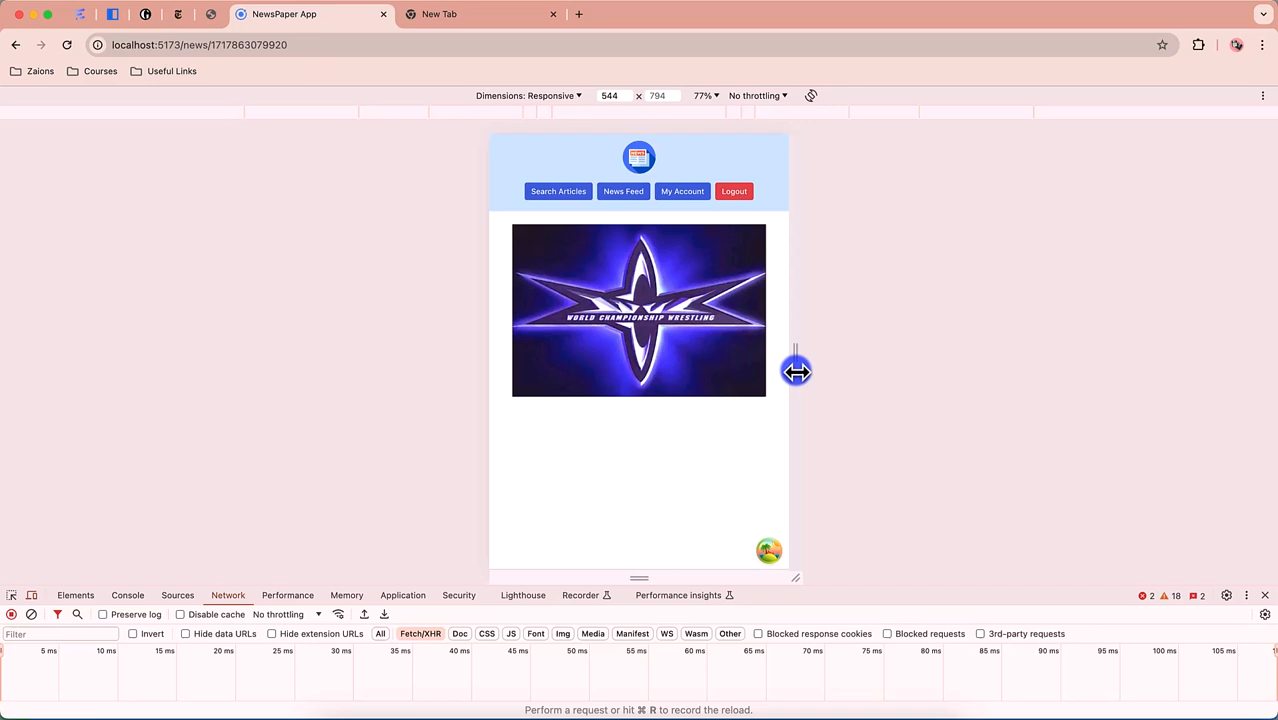 NewsPaper App
New Tab
localhost:5173/news/1717863079920
Zaions Courses Useful Links
Dimensions: Responsive 544 × 794 77% No throttling
NEWS
Search Articles News Feed My Account Logout
WORLD CHAMPIONSHIP WRESTLING
Elements Console Sources Network Performance Memory Application Security Lighthouse Recorder Performance insights 2 18 2
Preserve log Disable cache No throttling
Filter Invert Hide data URLs Hide extension URLs All Fetch/XHR Doc CSS JS Font Img Media Manifest WS Wasm Other Blocked response cookies Blocked requests 3rd-party requests
5 ms 10 ms 15 ms 20 ms 25 ms 30 ms 35 ms 40 ms 45 ms 50 ms 55 ms 60 ms 65 ms 70 ms 75 ms 80 ms 85 ms 90 ms 95 ms 100 ms 105 ms
Perform a request or hit ⌘ R to record the reload.